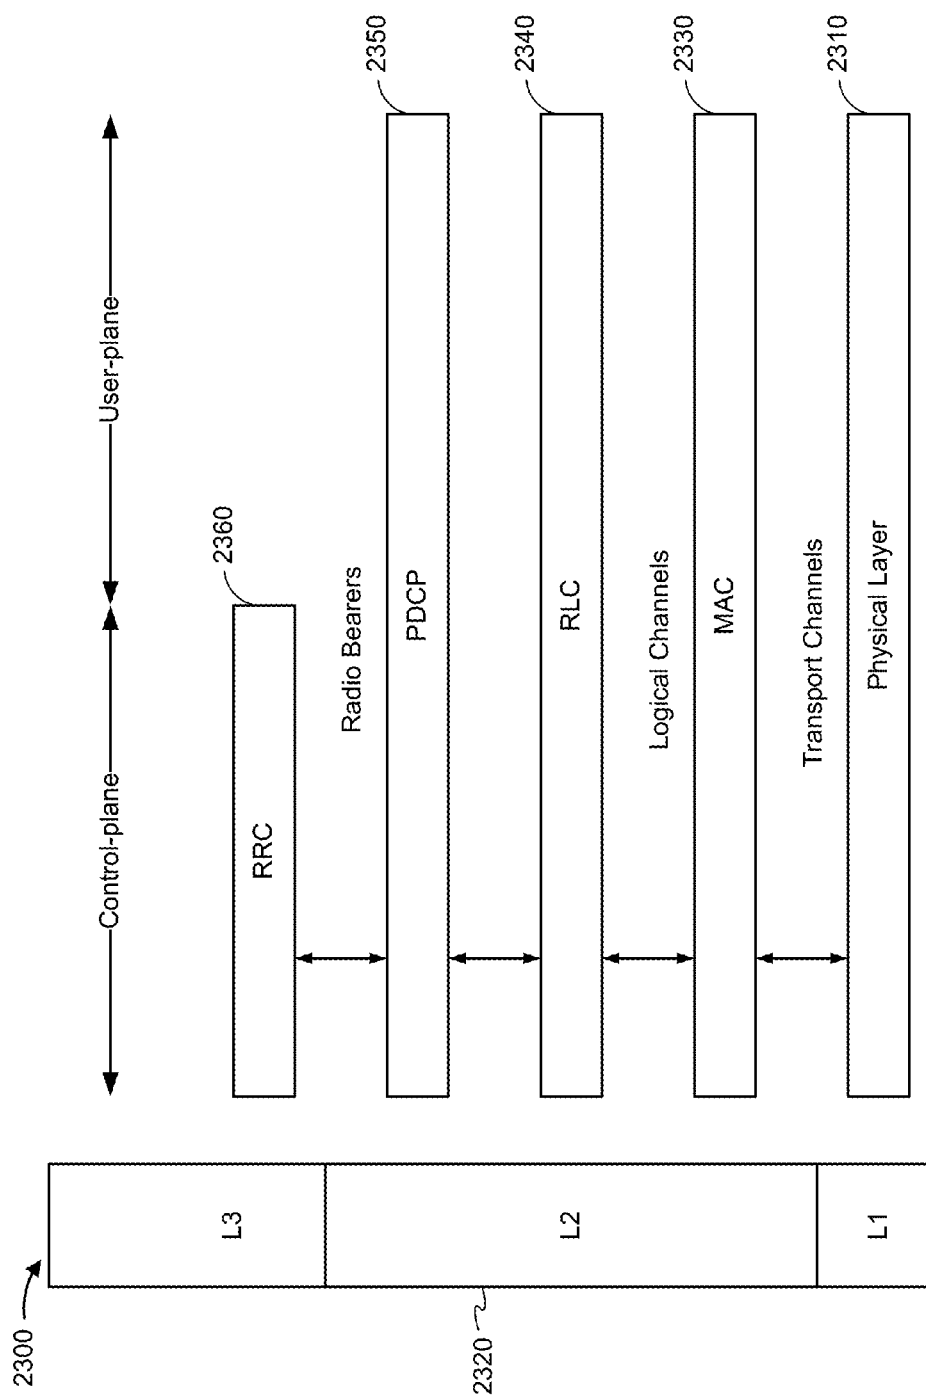 2300
Control-plane
User-plane
L3
RRC
2360
Radio Bearers
2320
L2
PDCP
2350
RLC
2340
Logical Channels
MAC
2330
Transport Channels
L1
Physical Layer
2310